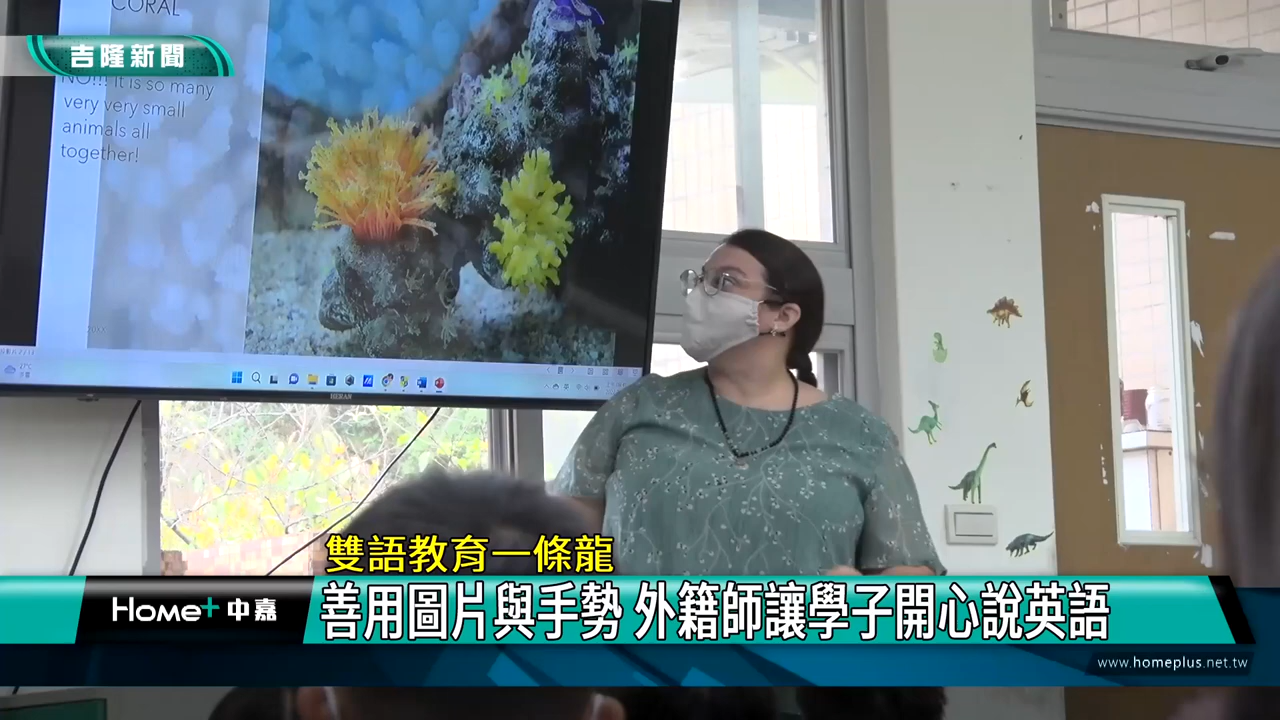 CORAL
吉隆新聞
NO!!! It is so many
very very small
animals all
together!
HERAN
雙語教育一條龍
Home+ 中嘉
善用圖片與手勢 外籍師讓學子開心說英語
www.homeplus.net.tw